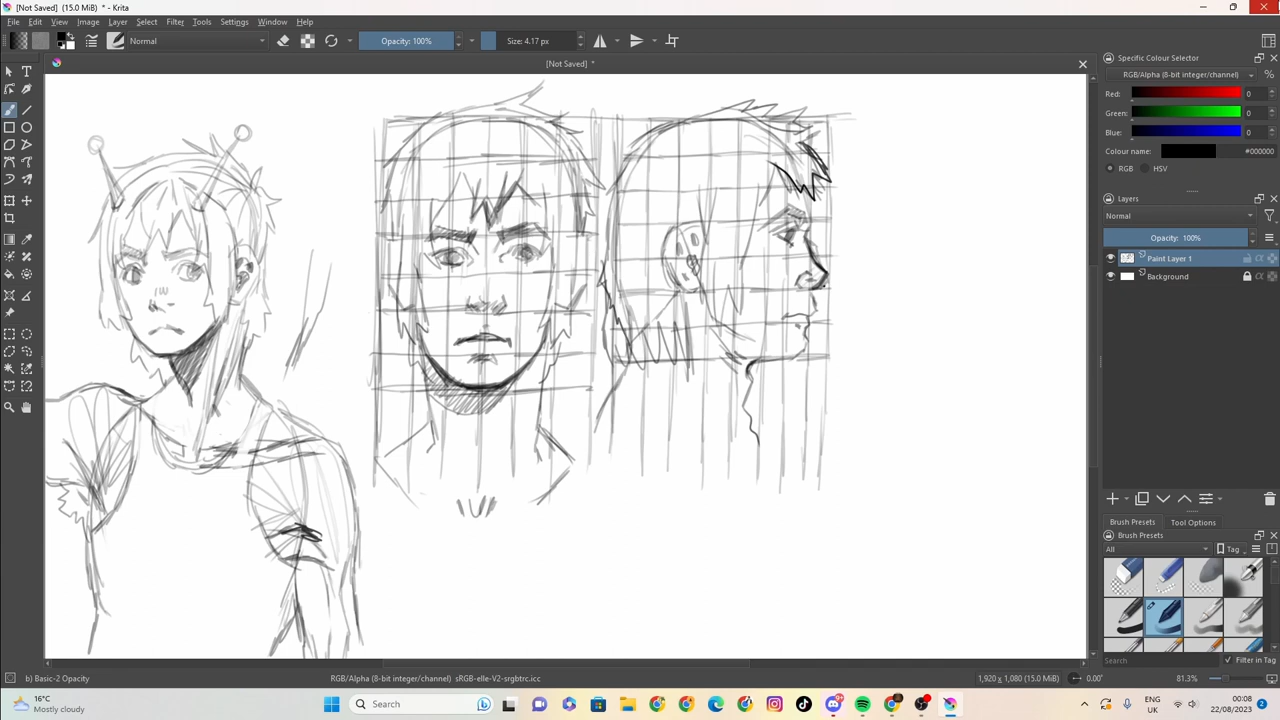 [Not Saved] (15.0 MiB) * - Krita
File Edit View Image Layer Select Filter Tools Settings Window Help
Normal Opacity: 100% Size: 4.17 px
[Not Saved] *
Specific Colour Selector
RGB/Alpha (8-bit integer/channel) %
Red: 0
Green: 0
Blue: 0
Colour name: #000000
RGB HSV
Layers
Normal
Opacity: 100%
Paint Layer 1
Background
Brush Presets Tool Options
Brush Presets
All Tag
Search Filter in Tag
b) Basic-2 Opacity RGB/Alpha (8-bit integer/channel) sRGB-elle-V2-srgbtrc.icc 1,920 x 1,080 (15.0 MiB) 0.00° 81.3%
16°C
Mostly cloudy
Search
ENG
UK
00:08
22/08/2023